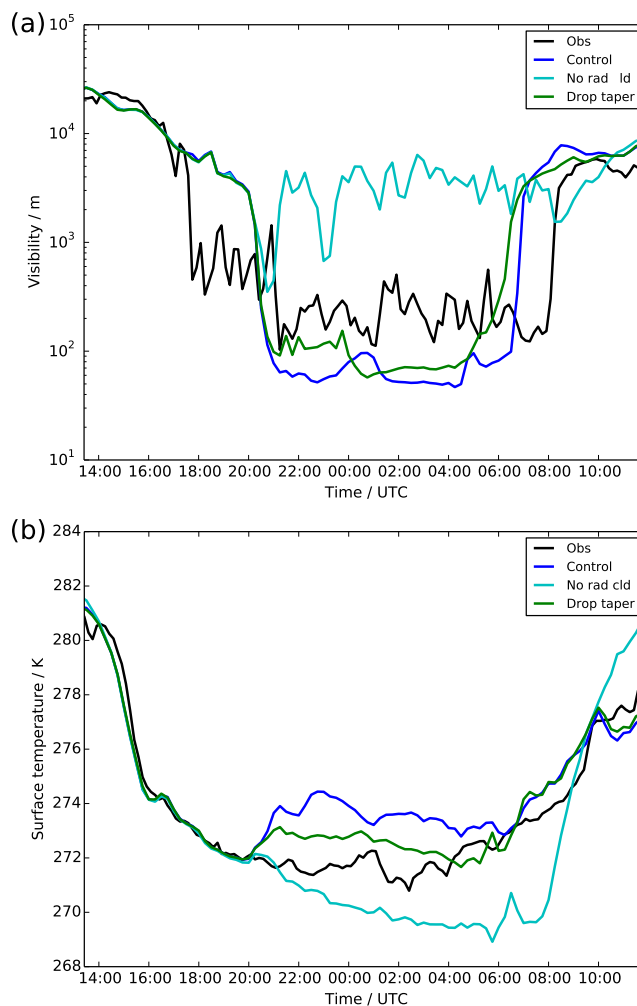 (a)
10^5
10^4
10^3
10^2
10^1
Visibility / m
Obs
Control
No rad ld
Drop taper
14:00 16:00 18:00 20:00 22:00 00:00 02:00 04:00 06:00 08:00 10:00
Time / UTC
(b)
284
282
280
278
276
274
272
270
268
Surface temperature / K
Obs
Control
No rad cld
Drop taper
14:00 16:00 18:00 20:00 22:00 00:00 02:00 04:00 06:00 08:00 10:00
Time / UTC